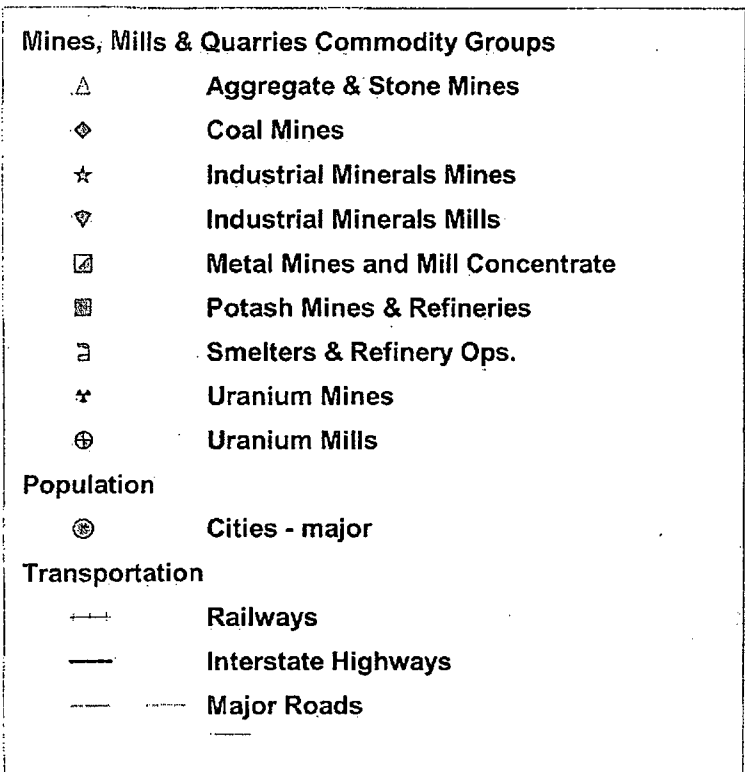 Mines, Mills & Quarries Commodity Groups
Aggregate & Stone Mines
Coal Mines
Industrial Minerals Mines
Industrial Minerals Mills
Metal Mines and Mill Concentrate
Potash Mines & Refineries
Smelters & Refinery Ops.
Uranium Mines
Uranium Mills
Population
Cities - major
Transportation
Railways
Interstate Highways
Major Roads